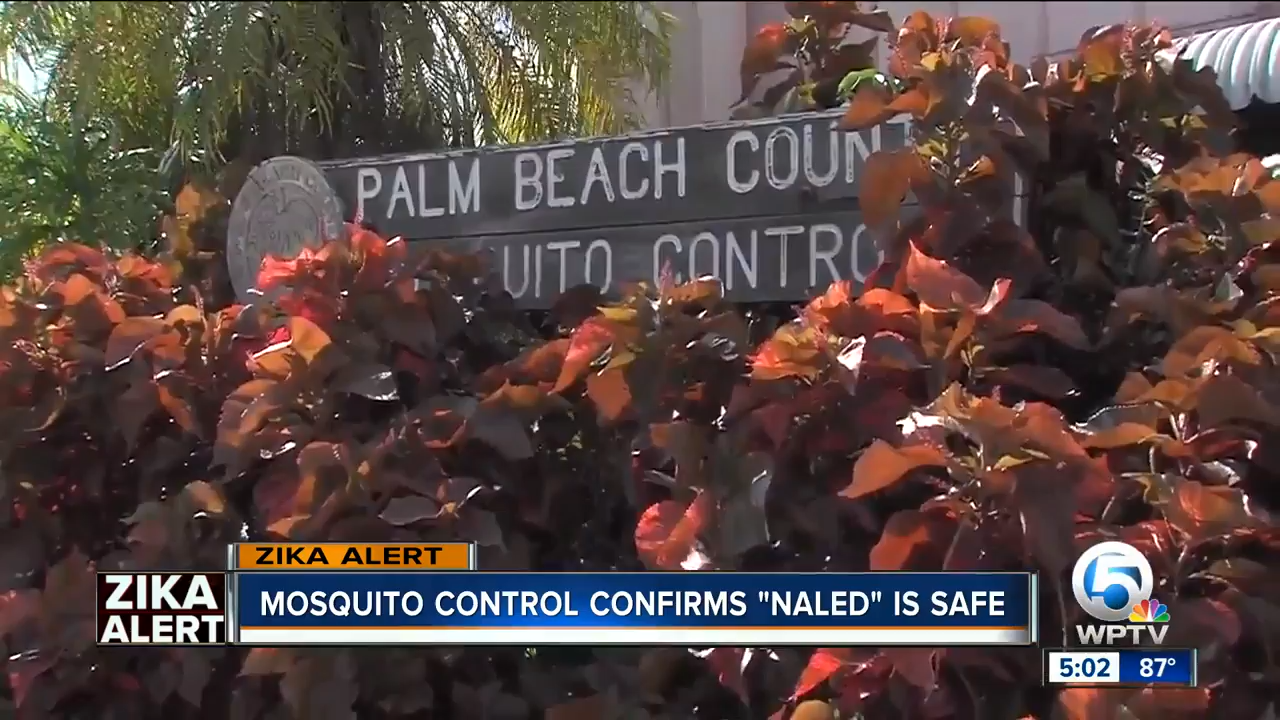 PALM BEACH COUNT
UITO CONTRO
ZIKA ALERT
ZIKA
ALERT
MOSQUITO CONTROL CONFIRMS "NALED" IS SAFE
5
WPTV
5:02 87°